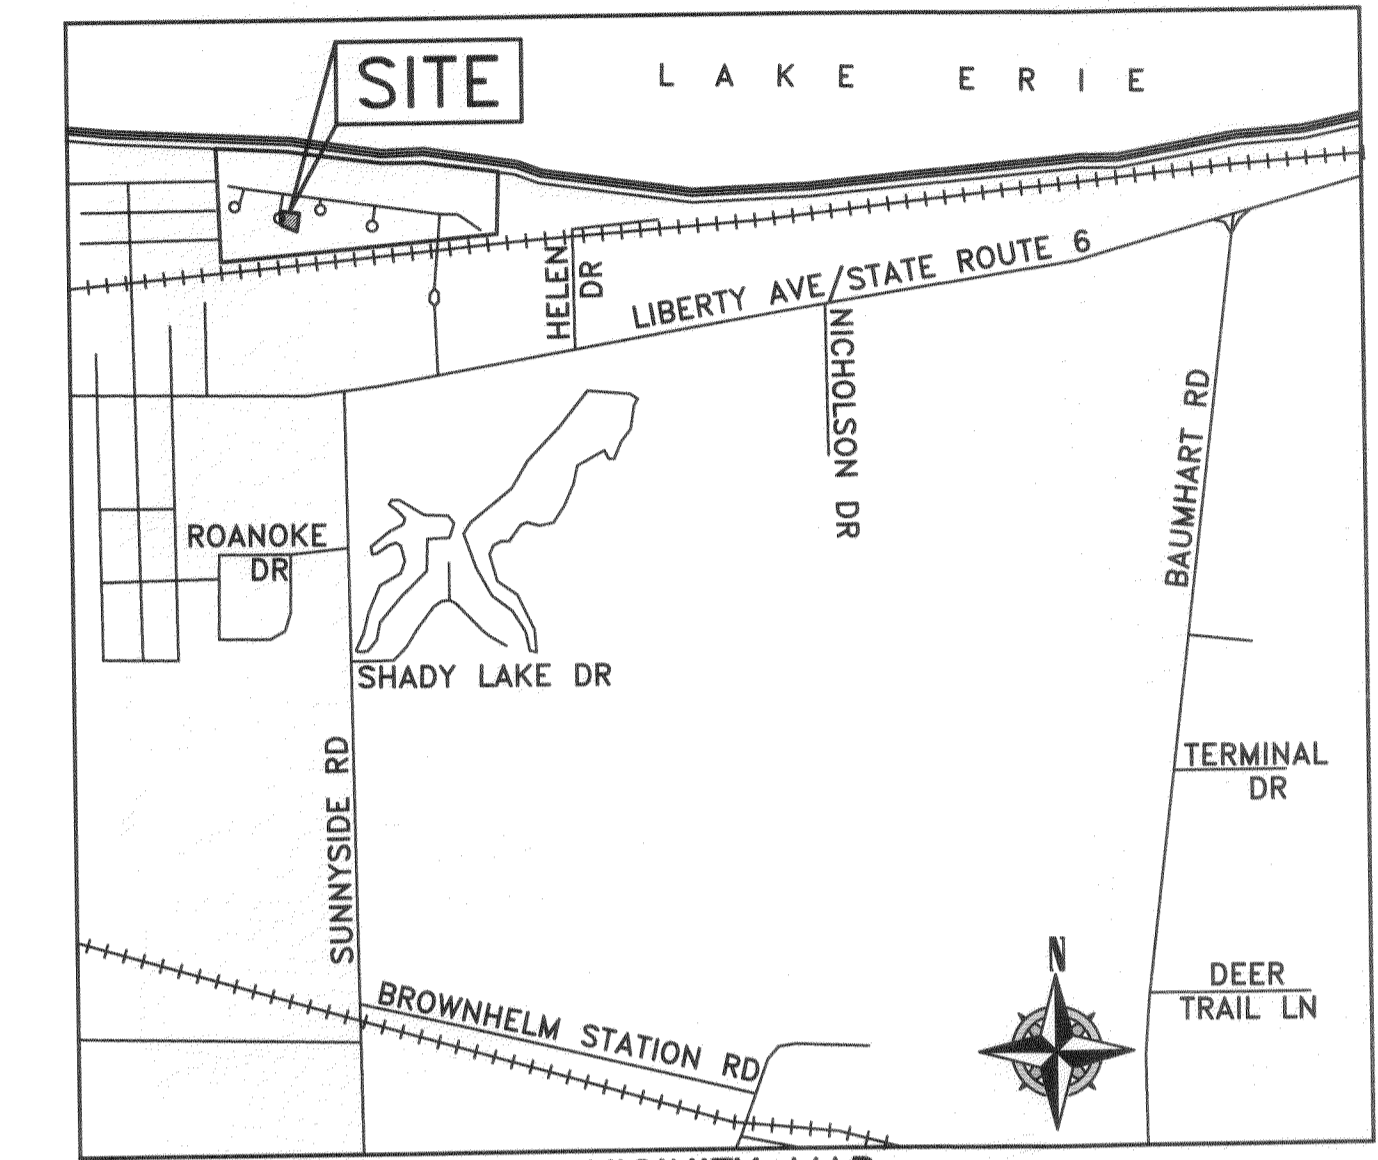 SITE
LAKE ERIE
HELEN
DR
LIBERTY AVE/STATE ROUTE 6
NICHOLSON DR
BAUMHART RD
ROANOKE
DR
SHADY LAKE DR
SUNNYSIDE RD
TERMINAL
DR
N
DEER
TRAIL LN
BROWNHELM STATION RD